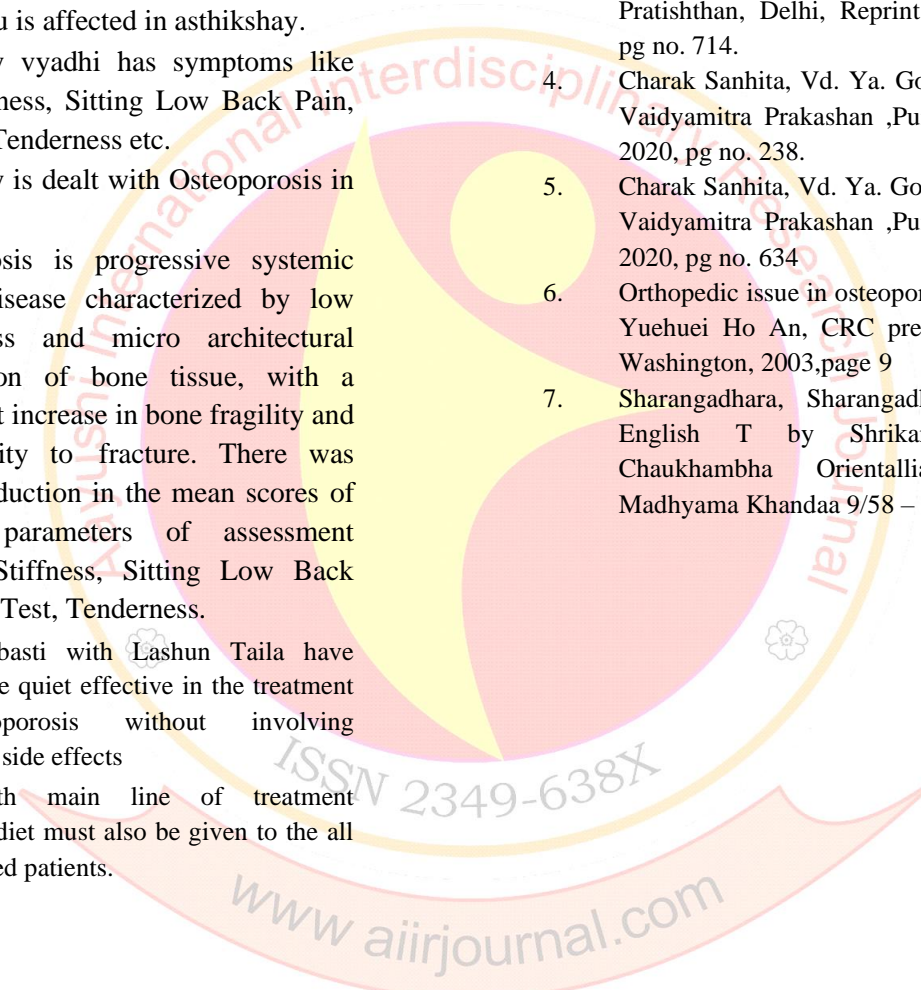 u is affected in asthikshay.
y vyadhi has symptoms like
ness, Sitting Low Back Pain,
Tenderness etc.
y is dealt with Osteoporosis in
osis is progressive systemic
isease characterized by low
ss and micro architectural
on of bone tissue, with a
t increase in bone fragility and
ity to fracture. There was
duction in the mean scores of
parameters of assessment
Stiffness, Sitting Low Back
Test, Tenderness.
basti with Lashun Taila have
e quiet effective in the treatment
porosis without involving
side effects
th main line of treatment
diet must also be given to the all
ed patients.
Pratishthan, Delhi, Reprint
pg no. 714.
4. Charak Sanhita, Vd. Ya. Go
Vaidyamitra Prakashan ,Pu
2020, pg no. 238.
5. Charak Sanhita, Vd. Ya. Go
Vaidyamitra Prakashan ,Pu
2020, pg no. 634
6. Orthopedic issue in osteopor
Yuehuei Ho An, CRC pre
Washington, 2003,page 9
7. Sharangadhara, Sharangadh
English T by Shrika
Chaukhambha Orientallia
Madhyama Khandaa 9/58 –
Aayushi International Interdisciplinary Research Journal
ISSN 2349-638X
www aiirjournal.com